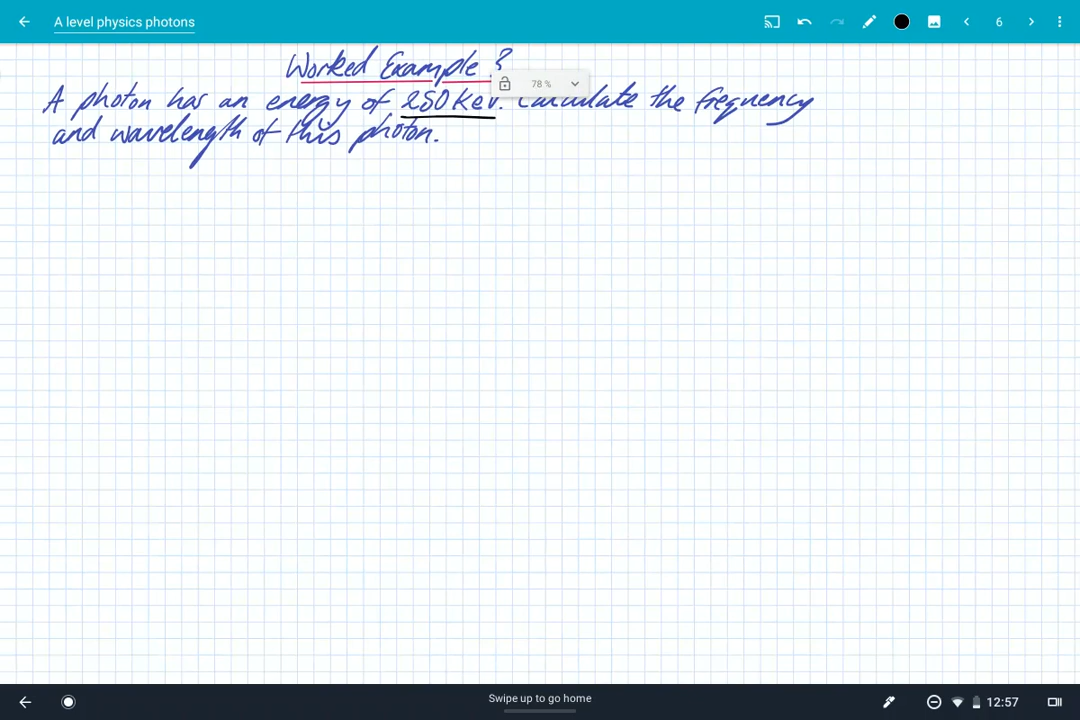 A level physics photons
6
Worked Example 3
78 %
A photon has an energy of 250 keV. Calculate the frequency
and wavelength of this photon.
Swipe up to go home
12:57